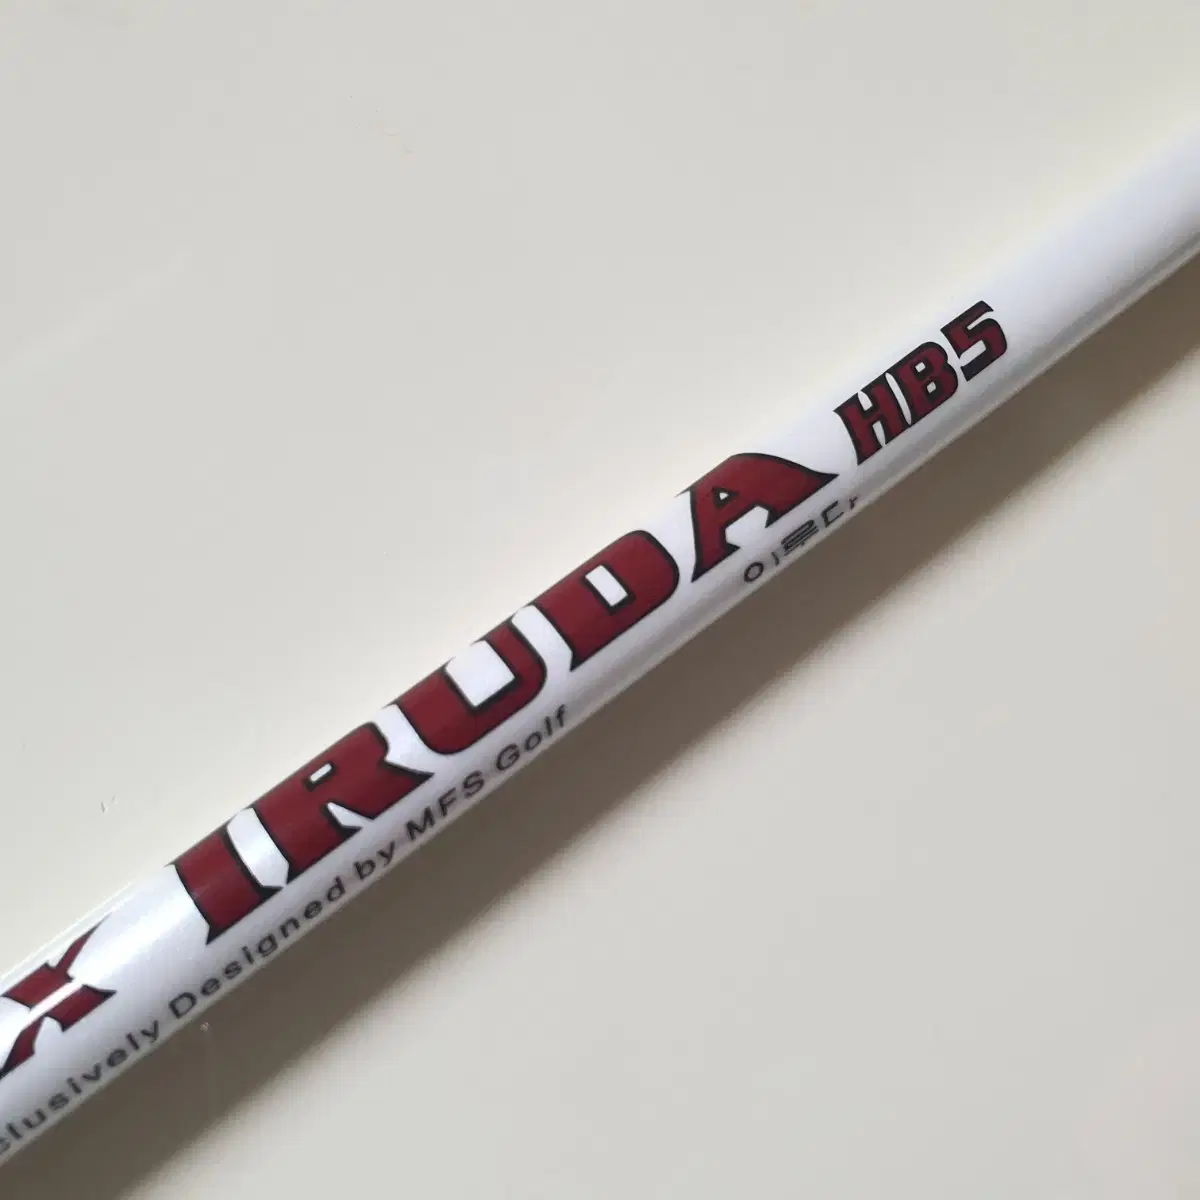 X IRUDA HB5
이루다
Designed by MFS Golf